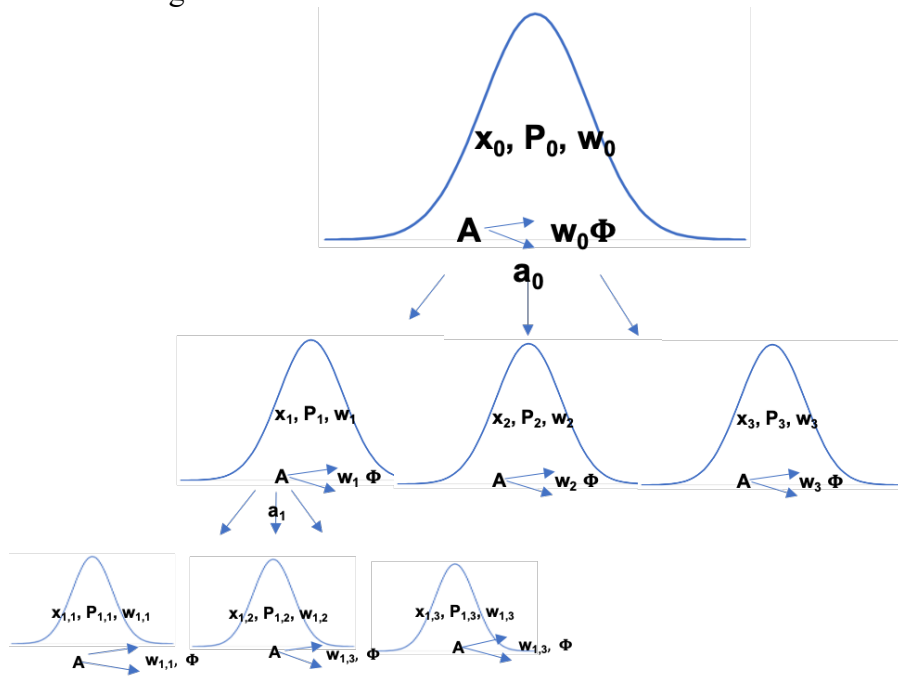 g
x₀, P₀, w₀
A w₀Φ
a₀
x₁, P₁, w₁
x₂, P₂, w₂
x₃, P₃, w₃
A w₁ Φ
A w₂ Φ
A w₃ Φ
a₁
x₁,₁, P₁,₁, w₁,₁
x₁,₂, P₁,₂, w₁,₂
x₁,₃, P₁,₃, w₁,₃
A w₁,₁, Φ
A w₁,₃, Φ
A w₁,₃, Φ